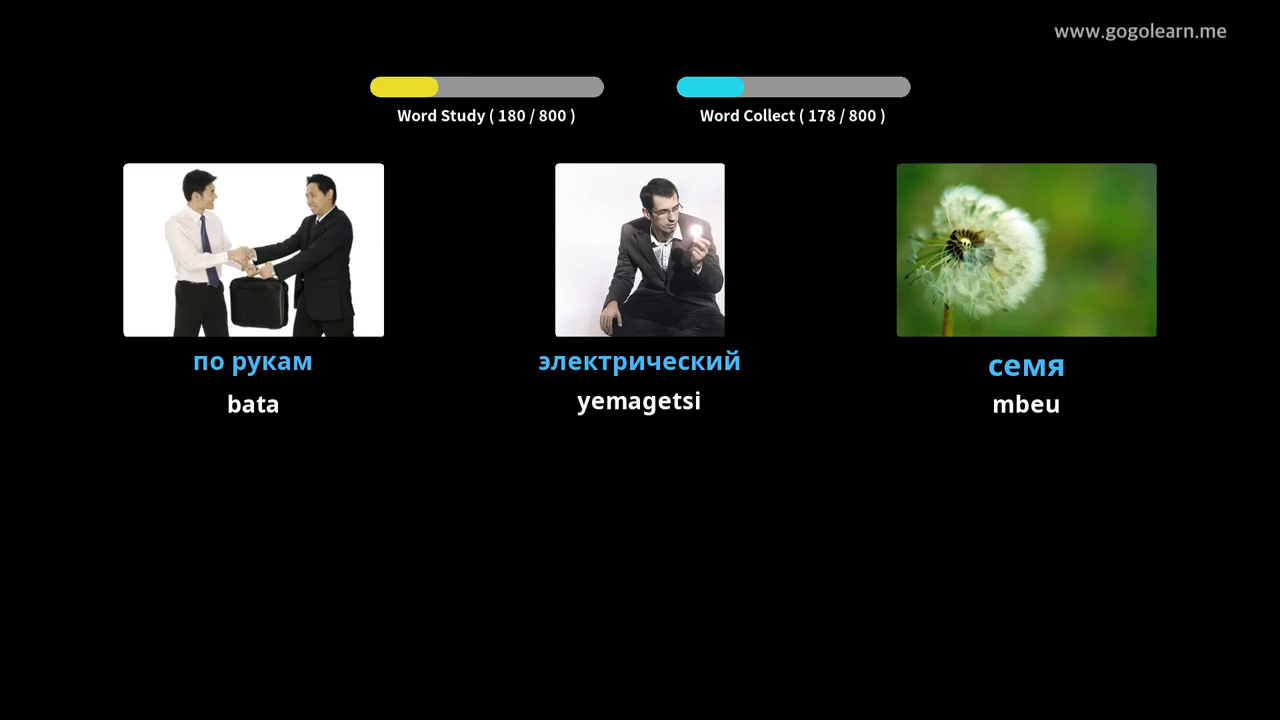 www.gogolearn.me
Word Study ( 180 / 800 )
Word Collect ( 178 / 800 )
по рукам
bata
электрический
yemagetsi
семя
mbeu